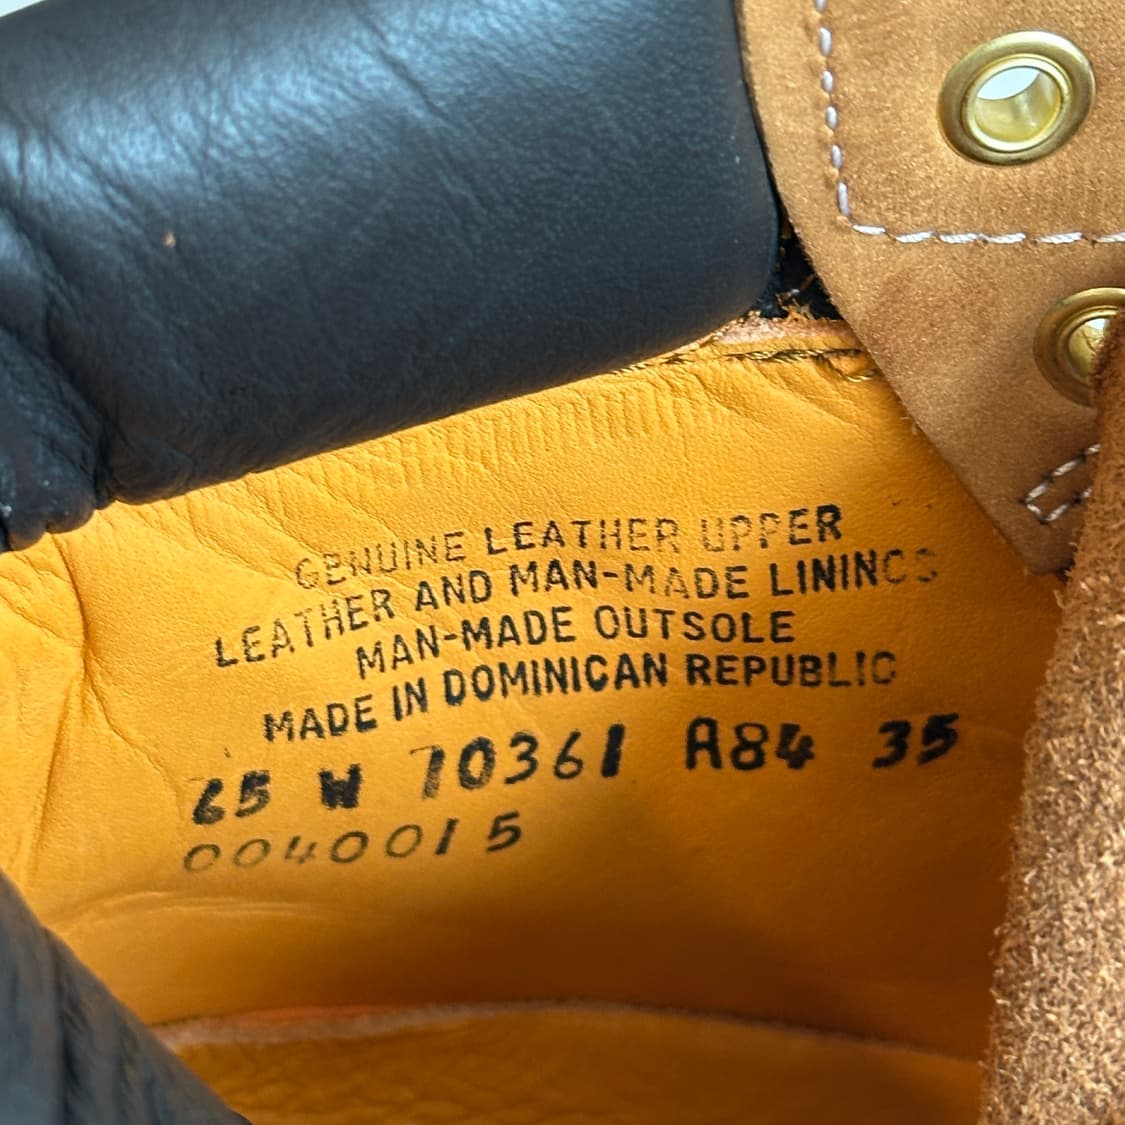 GENUINE LEATHER UPPER
LEATHER AND MAN-MADE LININGS
MAN-MADE OUTSOLE
MADE IN DOMINICAN REPUBLIC
65 W 70361 A84 35
0040015